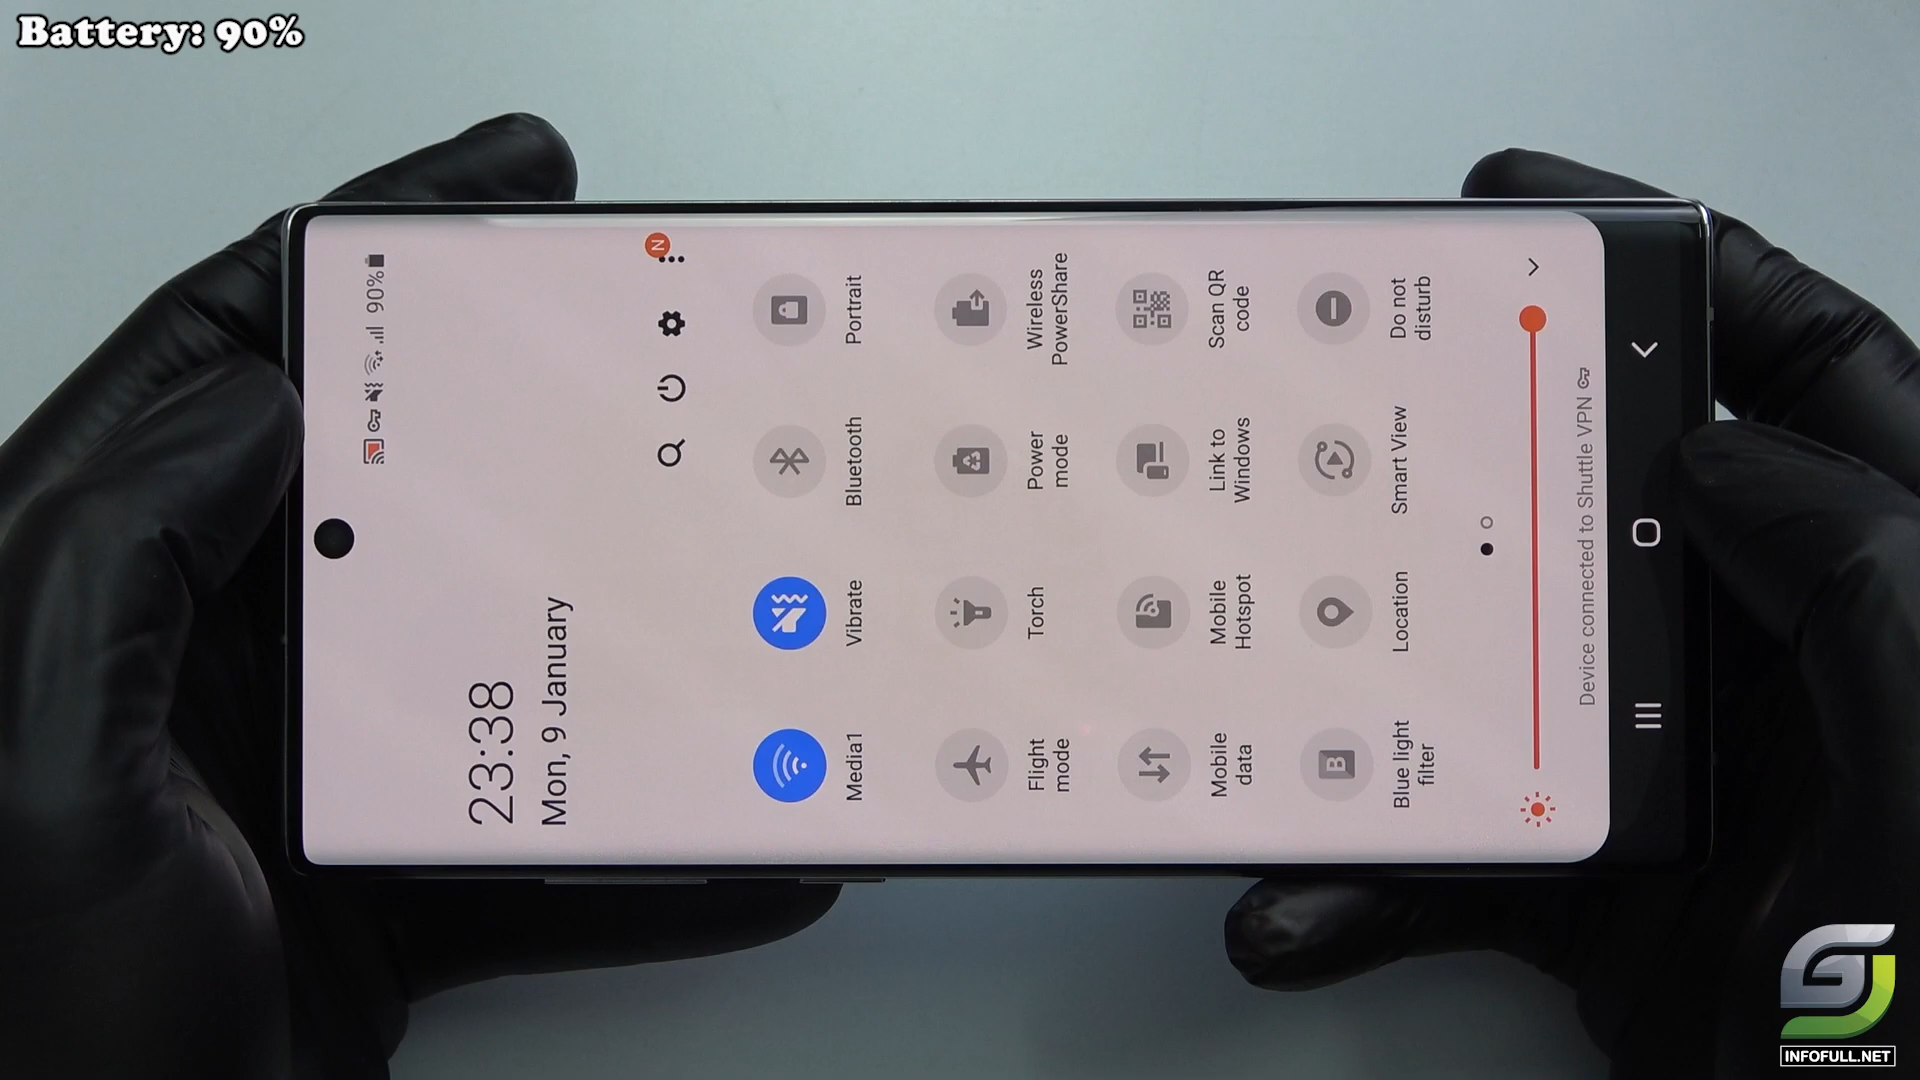 Battery: 90%
90%
23:38
Mon, 9 January
N
Media1
Vibrate
Bluetooth
Portrait
Flight
mode
Torch
Power
mode
Wireless
PowerShare
Mobile
data
Mobile
Hotspot
Link to
Windows
Scan QR
code
B
Blue light
filter
Location
Smart View
Do not
disturb
Device connected to Shuttle VPN
INFOFULL.NET